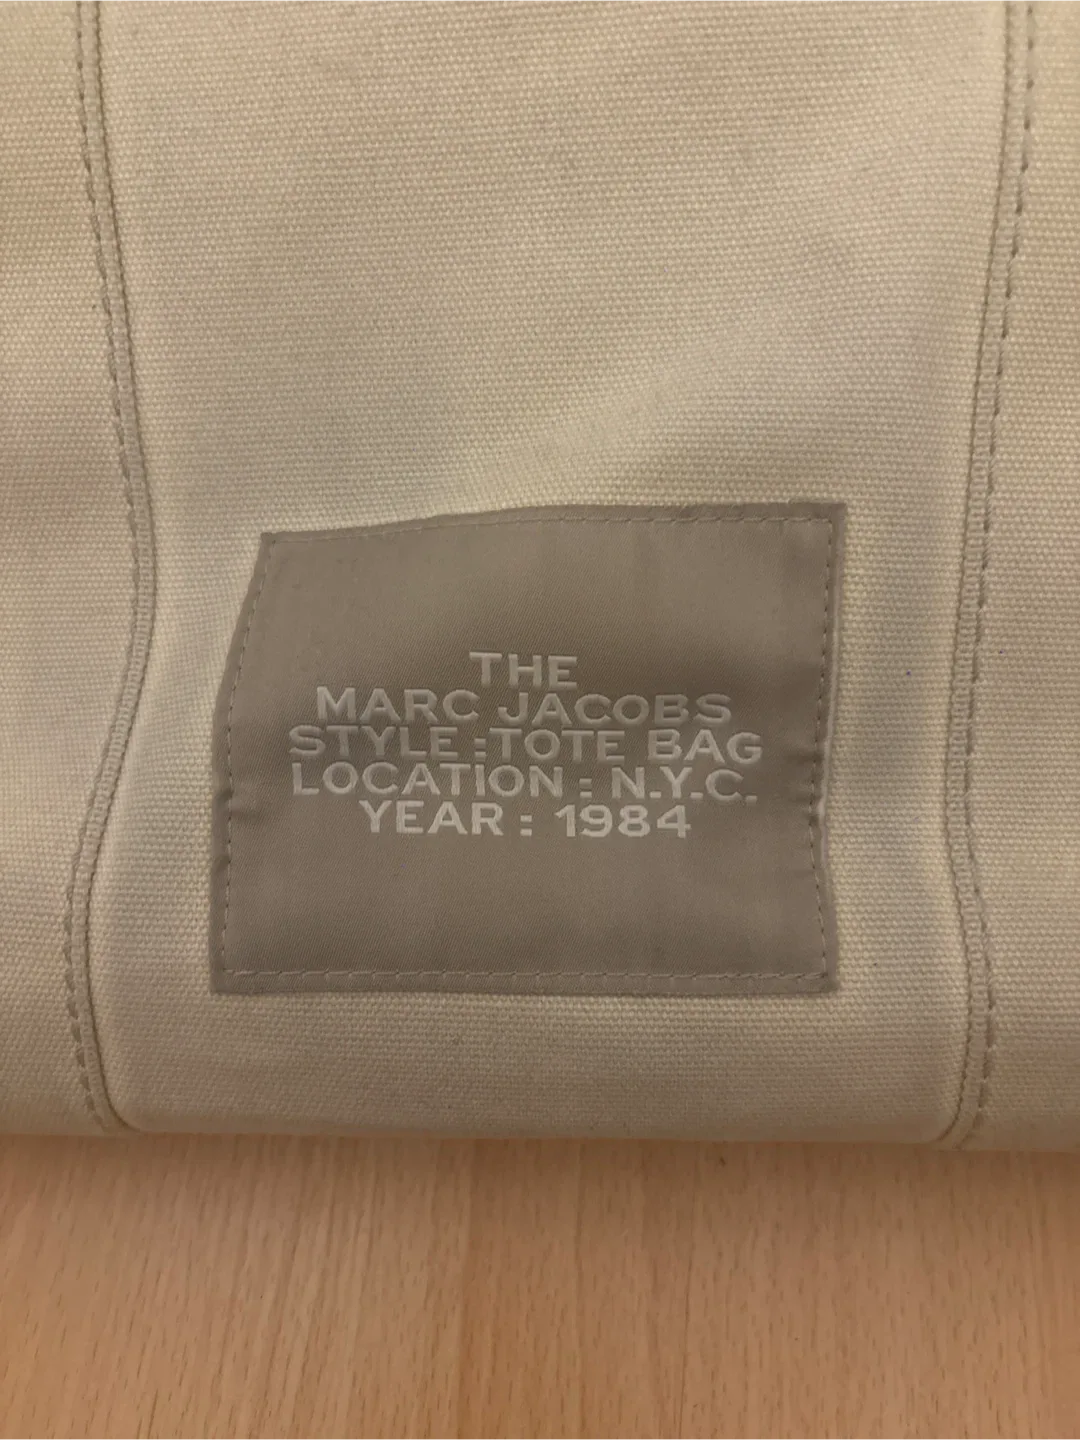 THE
MARC JACOBS
STYLE :TOTE BAG
LOCATION : N.Y.C.
YEAR : 1984